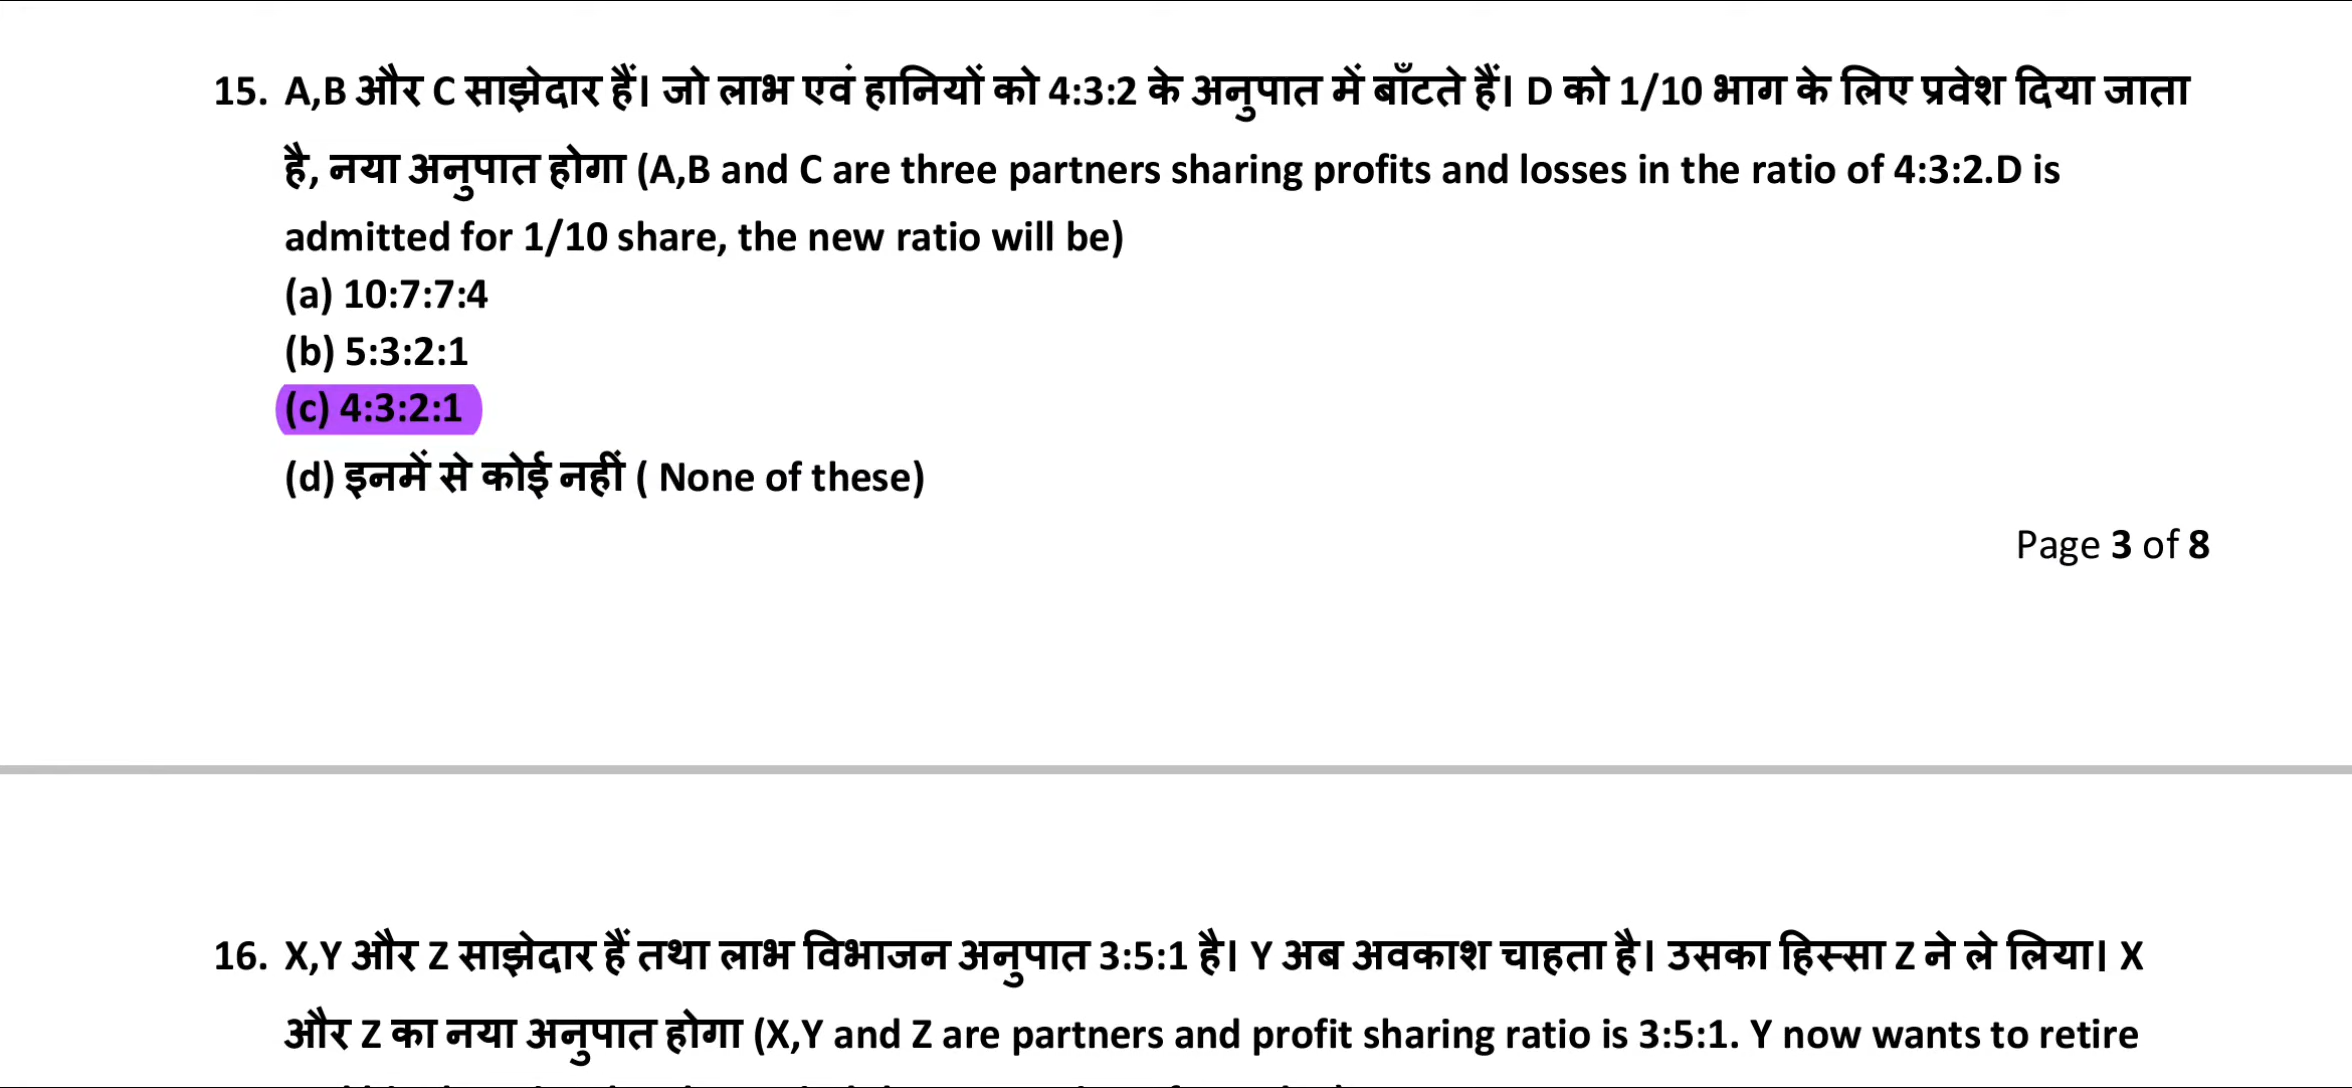 15. A,B और C साझेदार हैं। जो लाभ एवं हानियों को 4:3:2 के अनुपात में बाँटते हैं। D को 1/10 भाग के लिए प्रवेश दिया जाता
है, नया अनुपात होगा (A,B and C are three partners sharing profits and losses in the ratio of 4:3:2.D is
admitted for 1/10 share, the new ratio will be)
(a) 10:7:7:4
(b) 5:3:2:1
(c) 4:3:2:1
(d) इनमें से कोई नहीं ( None of these)
Page 3 of 8
16. X,Y और Z साझेदार हैं तथा लाभ विभाजन अनुपात 3:5:1 है। Y अब अवकाश चाहता है। उसका हिस्सा Z ने ले लिया। X
और Z का नया अनुपात होगा (X,Y and Z are partners and profit sharing ratio is 3:5:1. Y now wants to retire